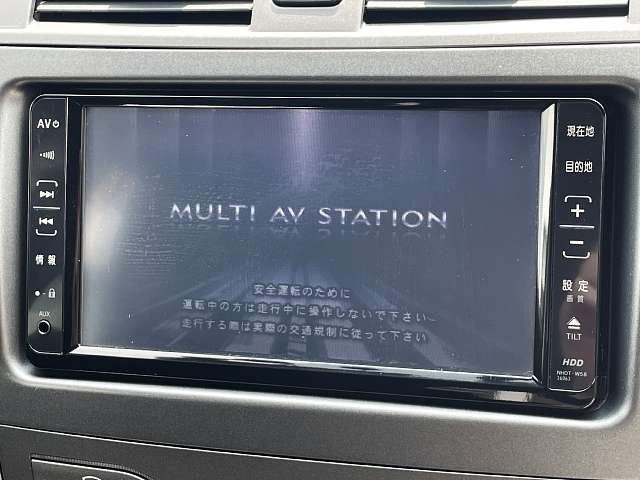 AV
情報
AUX
MULTI AV STATION
安全運転のために
運転中の方は走行中に操作しないで下さい
走行する際は実際の交通規制に従って下さい
現在地
目的地
+
−
設定
画質
TILT
HDD
NHDT-W58